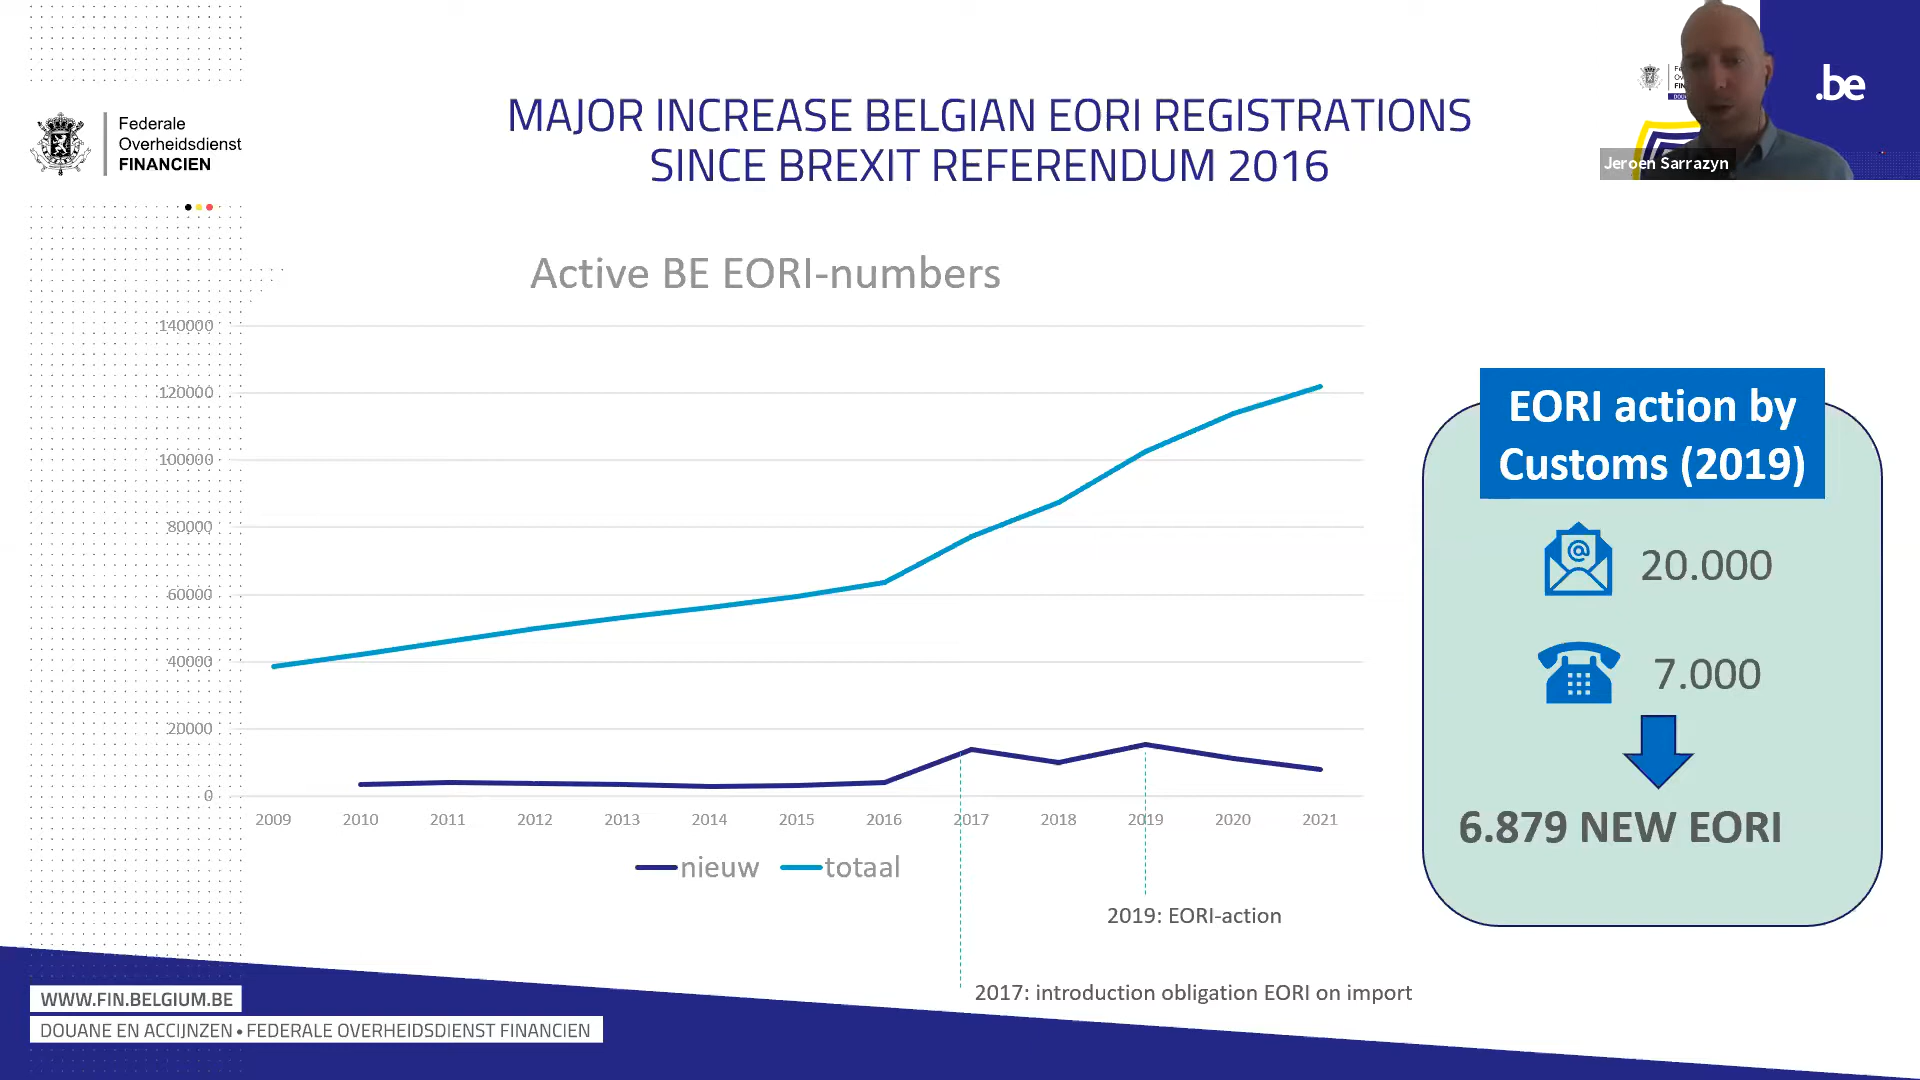 MAJOR INCREASE BELGIAN EORI REGISTRATIONS
SINCE BREXIT REFERENDUM 2016
Federale
Overheidsdienst
FINANCIEN
.be
Jeroen Sarrazyn
Active BE EORI-numbers
140000
120000
100000
80000
60000
40000
20000
0
2009 2010 2011 2012 2013 2014 2015 2016 2017 2018 2019 2020 2021
nieuw totaal
2019: EORI-action
2017: introduction obligation EORI on import
EORI action by
Customs (2019)
@
20.000
7.000
6.879 NEW EORI
WWW.FIN.BELGIUM.BE
DOUANE EN ACCIJNZEN • FEDERALE OVERHEIDSDIENST FINANCIEN